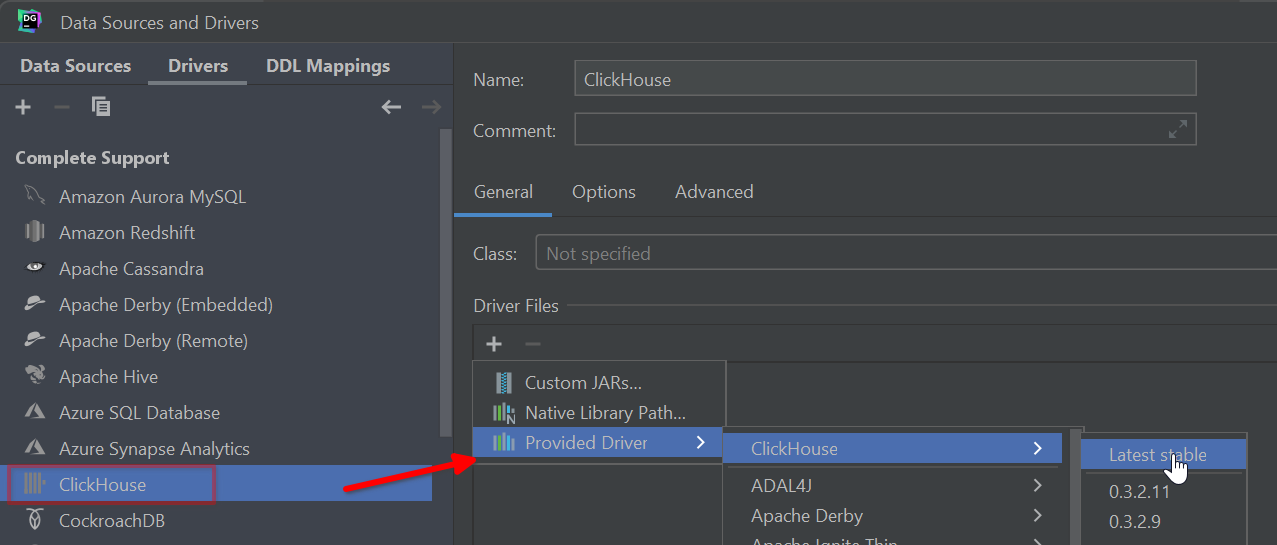 DG
Data Sources and Drivers
Data Sources
Drivers
DDL Mappings
Complete Support
Amazon Aurora MySQL
Amazon Redshift
Apache Cassandra
Apache Derby (Embedded)
Apache Derby (Remote)
Apache Hive
Azure SQL Database
Azure Synapse Analytics
ClickHouse
CockroachDB
Name:
ClickHouse
Comment:
General
Options
Advanced
Class:
Not specified
Driver Files
Custom JARs...
Native Library Path...
Provided Driver
ClickHouse
ADAL4J
Apache Derby
Apache Ignite Thin
Latest stable
0.3.2.11
0.3.2.9